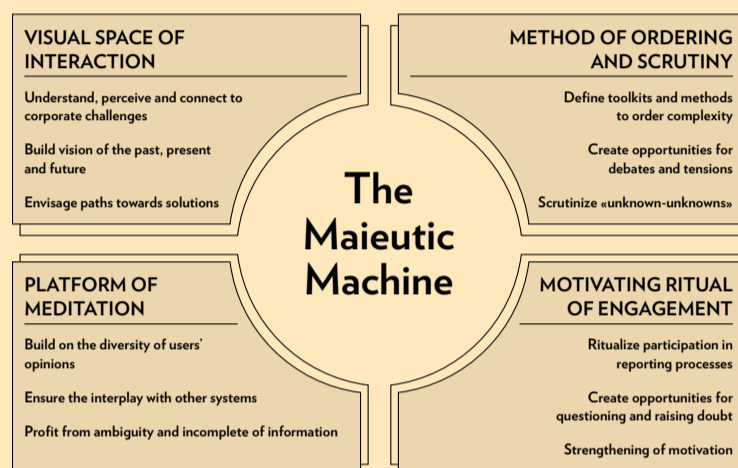 VISUAL SPACE OF
INTERACTION
Understand, perceive and connect to
corporate challenges
Build vision of the past, present
and future
Envisage paths towards solutions
METHOD OF ORDERING
AND SCRUTINY
Define toolkits and methods
to order complexity
Create opportunities for
debates and tensions
Scrutinize «unknown-unknowns»
The
Maieutic
Machine
PLATFORM OF
MEDITATION
Build on the diversity of users’
opinions
Ensure the interplay with other systems
Profit from ambiguity and incomplete of information
MOTIVATING RITUAL
OF ENGAGEMENT
Ritualize participation in
reporting processes
Create opportunities for
questioning and raising doubt
Strengthening of motivation